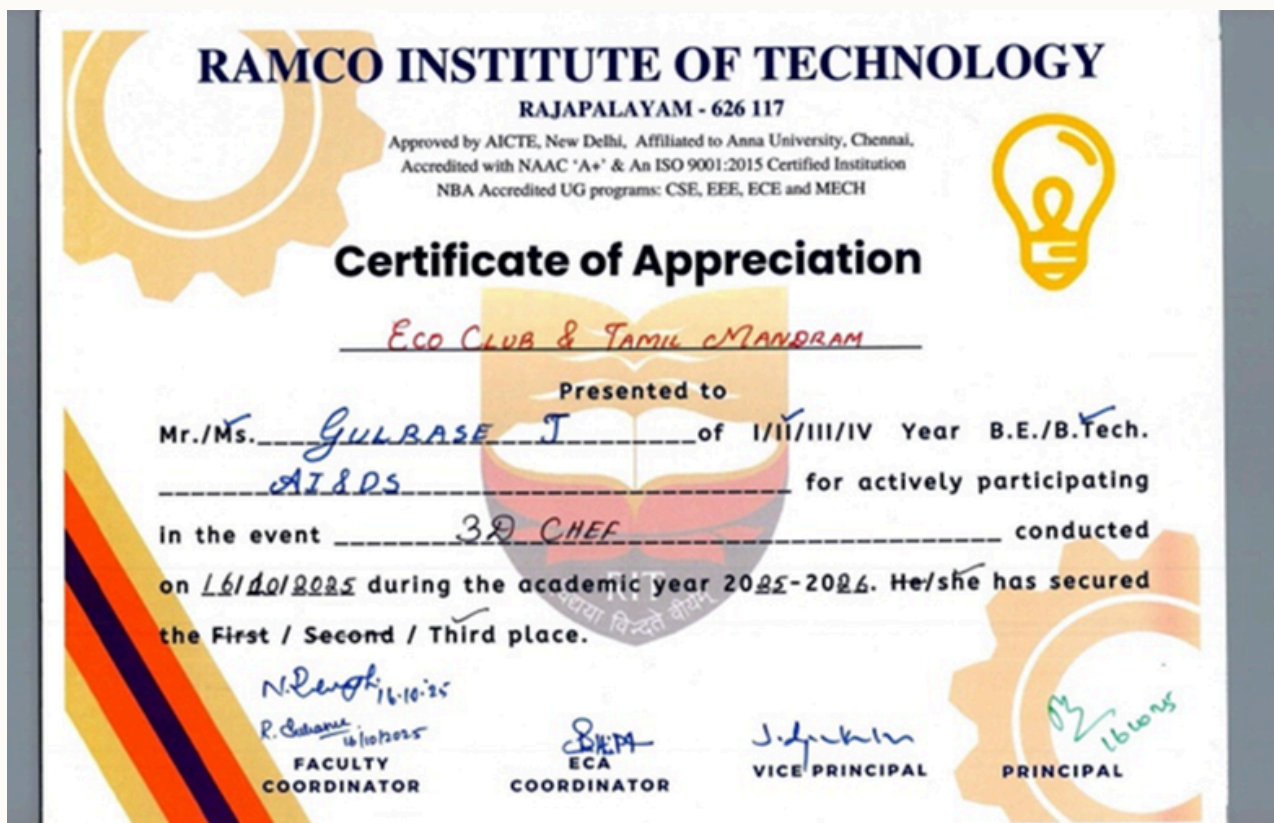 RAMCO INSTITUTE OF TECHNOLOGY
RAJAPALAYAM - 626 117
Approved by AICTE, New Delhi, Affiliated to Anna University, Chennai,
Accredited with NAAC 'A+' & An ISO 9001:2015 Certified Institution
NBA Accredited UG programs: CSE, EEE, ECE and MECH
Certificate of Appreciation
ECO CLUB & TAMIL MANDRAM
Presented to
Mr./Ms. GULRASE J of I/II/III/IV Year B.E./B.Tech.
AI&DS for actively participating
in the event 3D CHEF conducted
on 16/10/2025 during the academic year 2025-2026. He/she has secured
the First / Second / Third place.
RIT
विद्यया विन्दते वीर्यम्
16.10.25
16/10/2025
FACULTY COORDINATOR
ECA COORDINATOR
VICE PRINCIPAL
PRINCIPAL